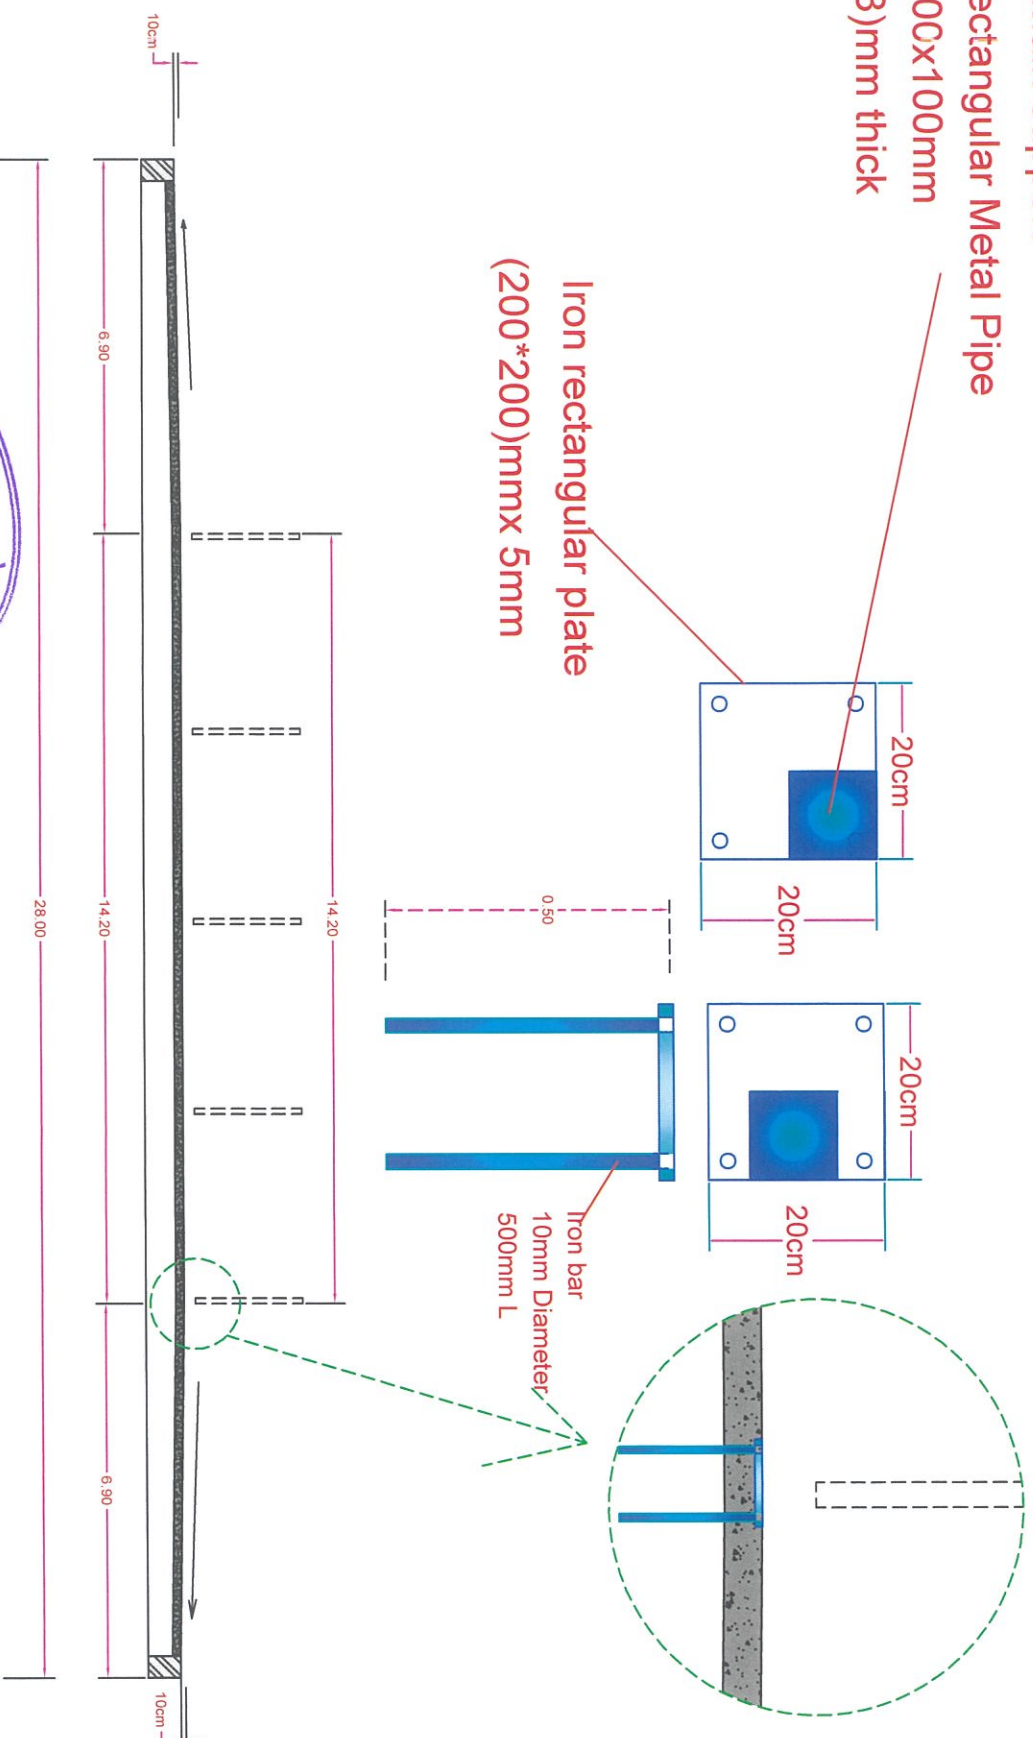 ectangular Metal Pipe
00x100mm
3)mm thick
Iron rectangular plate
(200*200)mmx 5mm
20cm
20cm
20cm
20cm
0.50
Iron bar
10mm Diameter
500mm L
14.20
10cm
6.90
14.20
6.90
10cm
28.00